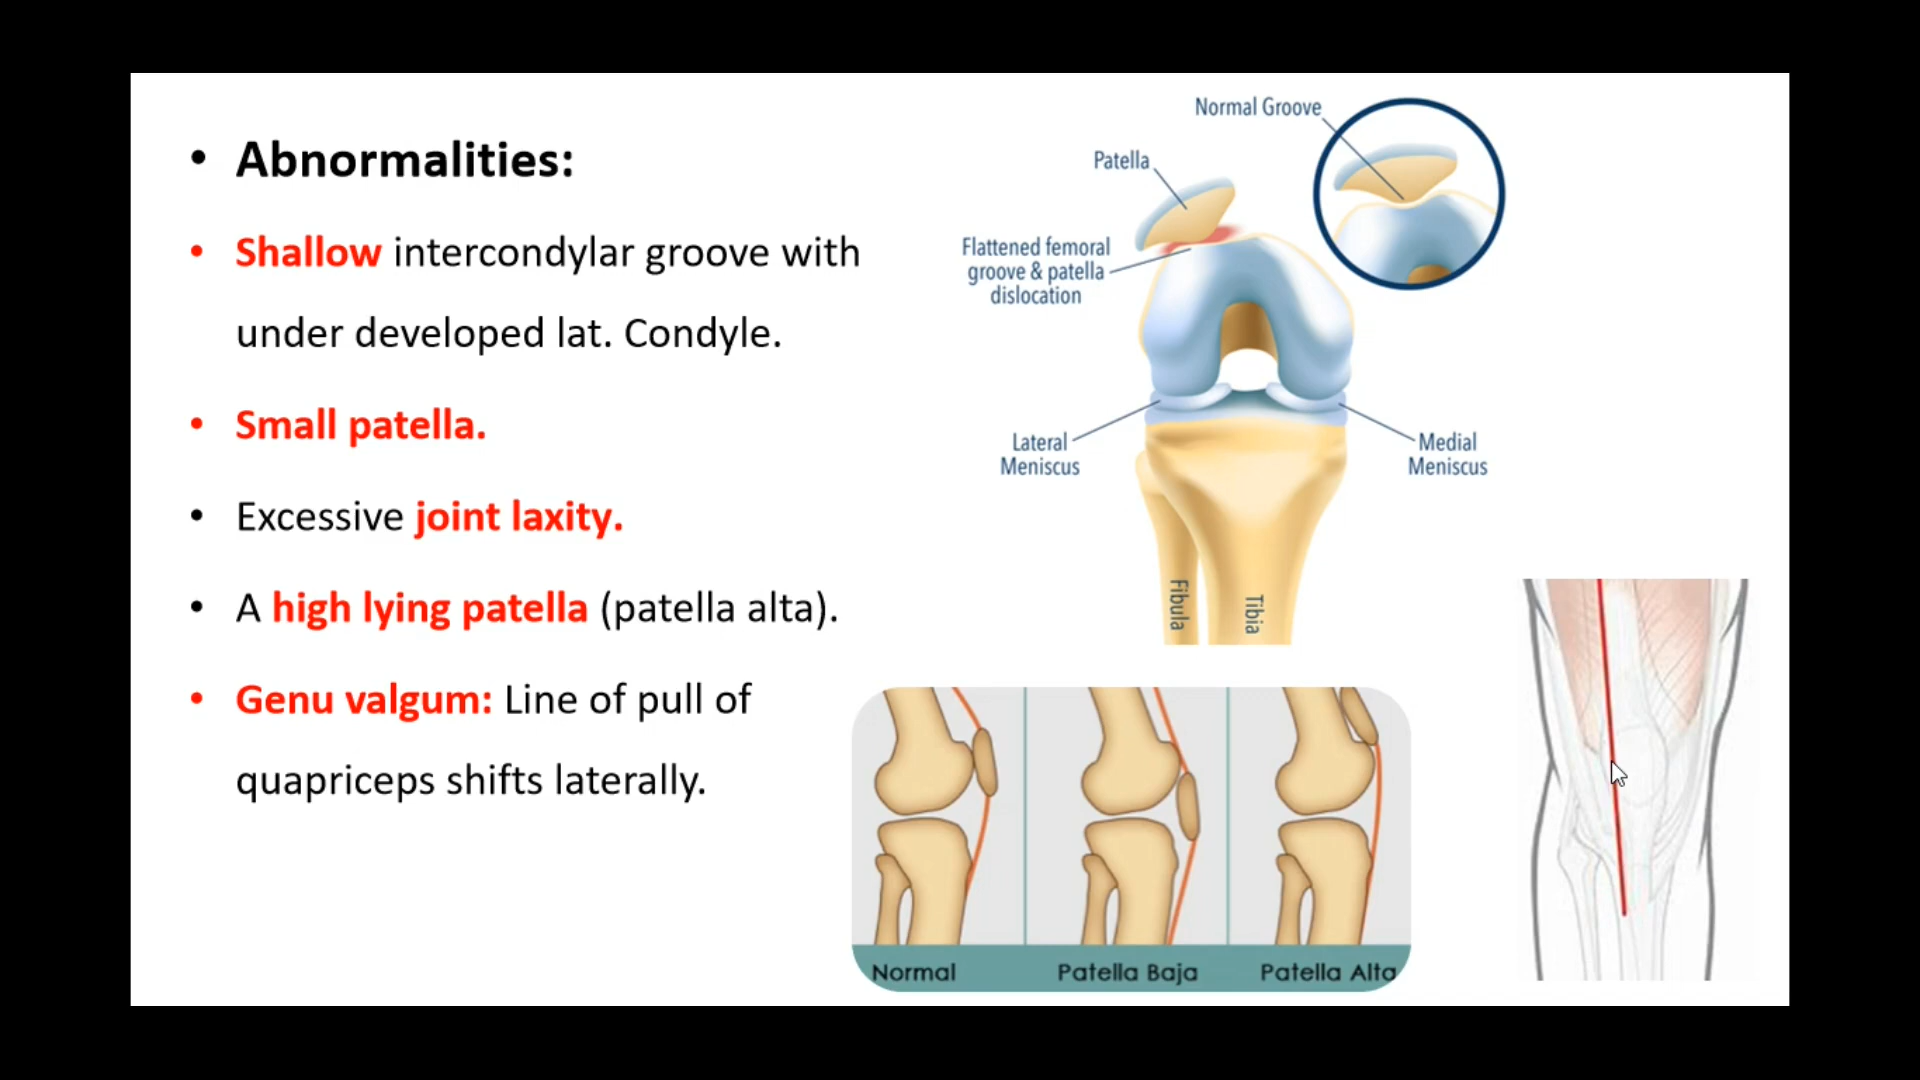 • Abnormalities:
• Shallow intercondylar groove with
under developed lat. Condyle.
• Small patella.
• Excessive joint laxity.
• A high lying patella (patella alta).
• Genu valgum: Line of pull of
quapriceps shifts laterally.
Normal Groove
Patella
Flattened femoral
groove & patella
dislocation
Lateral
Meniscus
Medial
Meniscus
Fibula
Tibia
Normal
Patella Baja
Patella Alta